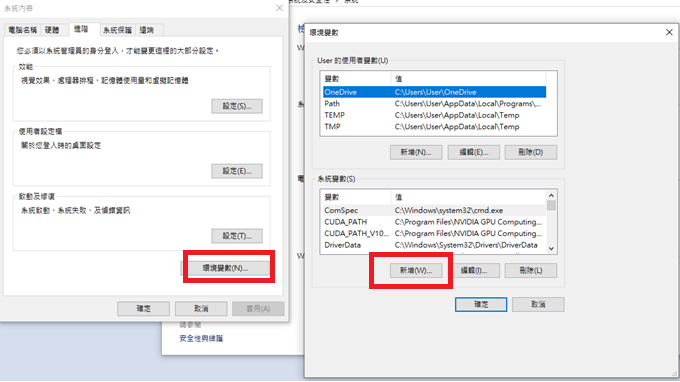 系統內容
電腦名稱 硬體 進階 系統保護 遠端
您必須以系統管理員的身分登入，才能變更這裡的大部分設定。
效能
視覺效果、處理器排程、記憶體使用量和虛擬記憶體
設定(S)...
使用者設定檔
關於您登入時的桌面設定
設定(E)...
啟動及修復
系統啟動、系統失敗、及偵錯資訊
設定(T)...
環境變數(N)...
確定 取消 套用(A)
請參閱
安全性與維護
環境變數
User 的使用者變數(U)
變數 值
OneDrive C:\Users\User\OneDrive
Path C:\Users\User\AppData\Local\Programs\...
TEMP C:\Users\User\AppData\Local\Temp
TMP C:\Users\User\AppData\Local\Temp
新增(N)... 編輯(E)... 刪除(D)
系統變數(S)
變數 值
ComSpec C:\Windows\system32\cmd.exe
CUDA_PATH C:\Program Files\NVIDIA GPU Computing...
CUDA_PATH_V10... C:\Program Files\NVIDIA GPU Computing...
DriverData C:\Windows\System32\Drivers\DriverData
新增(W)... 編輯(I)... 刪除(L)
確定 取消